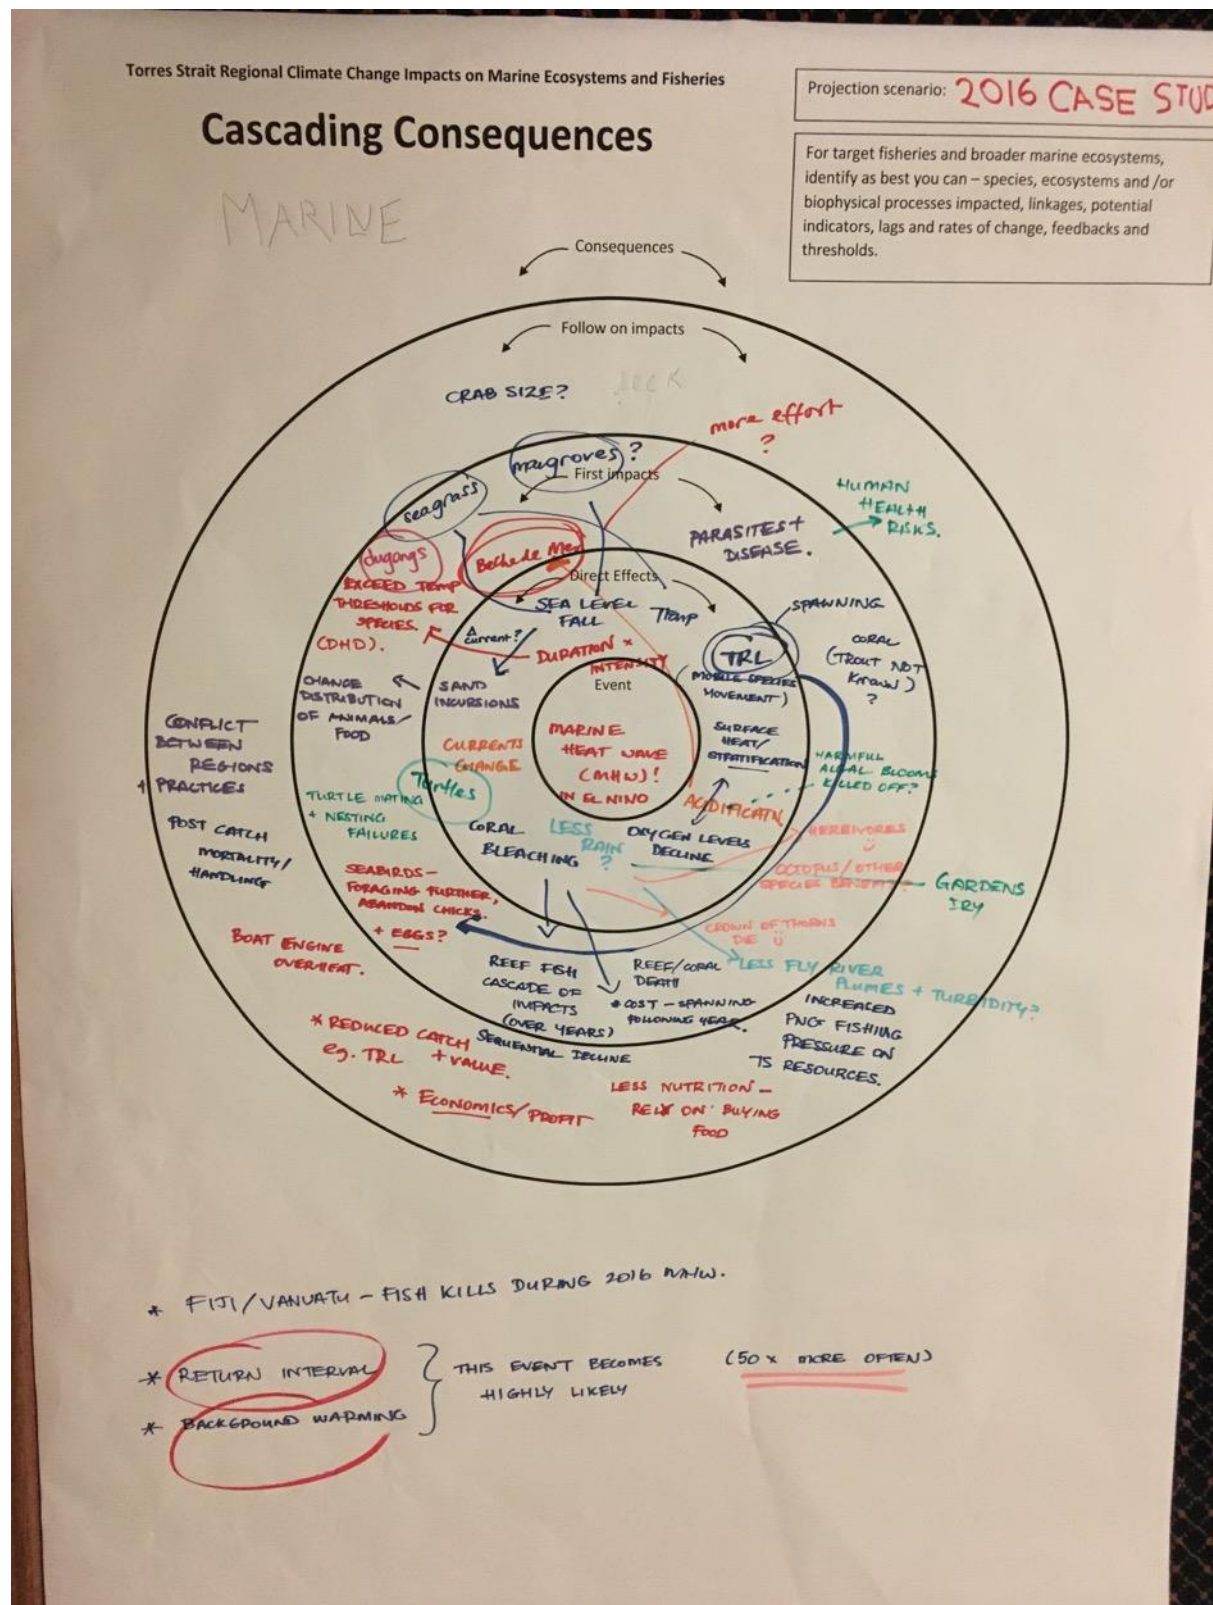 Torres Strait Regional Climate Change Impacts on Marine Ecosystems and Fisheries
Cascading Consequences
MARINE
Projection scenario: 2016 CASE STUD
For target fisheries and broader marine ecosystems,
identify as best you can – species, ecosystems and /or
biophysical processes impacted, linkages, potential
indicators, lags and rates of change, feedbacks and
thresholds.
Consequences
Follow on impacts
CRAB SIZE?
more effort
?
mangroves?
First impacts
seagrass
HUMAN
HEALTH
RISKS.
PARASITES +
DISEASE.
dugongs
Beche de Mer
EXCEED TEMP
THRESHOLDS FOR
SPECIES.
(DHD).
Direct Effects
SEA LEVEL
FALL
Temp
Δ
current?
DURATION *
INTENSITY
SPAWNING
TRL
(MOBILE SPECIES
MOVEMENT)
CORAL
(TROUT NOT
KNOWN)
?
Event
MARINE
HEAT WAVE
(MHW)!
IN EL NINO
CHANGE
DISTRIBUTION
OF ANIMALS/
FOOD
SAND
INCURSIONS
SURFACE
HEAT/
STRATIFICATION
CONFLICT
BETWEEN
REGIONS
+ PRACTICES
CURRENTS
CHANGE
HARMFUL
ALGAL BLOOMS
KILLED OFF?
Turtles
TURTLE MATING
+ NESTING
FAILURES
ACIDIFICATN
POST CATCH
MORTALITY/
HANDLING
CORAL
BLEACHING
LESS
RAIN
?
OXYGEN LEVELS
DECLINE
HERBIVORES
SEABIRDS –
FORAGING FURTHER,
ABANDON CHICKS.
+ EGGS?
OCTOPUS/OTHER
SPECIES BENEFIT?
GARDENS
DRY
BOAT ENGINE
OVERHEAT.
CROWN OF THORNS
DIE
REEF FISH
CASCADE OF
IMPACTS
(OVER YEARS)
SEQUENTIAL DECLINE
REEF/CORAL
DEATH
* COST – SPANNING
FOLLOWING YEAR.
LESS FLY RIVER
PLUMES + TURBIDITY?
INCREASED
PNG FISHING
PRESSURE ON
TS RESOURCES.
* REDUCED CATCH
eg. TRL + VALUE.
* ECONOMICS/PROFIT
LESS NUTRITION –
RELY ON BUYING
FOOD
* FIJI/VANUATU – FISH KILLS DURING 2016 MHW.
* RETURN INTERVAL
* BACKGROUND WARMING
THIS EVENT BECOMES
HIGHLY LIKELY
(50 x MORE OFTEN)